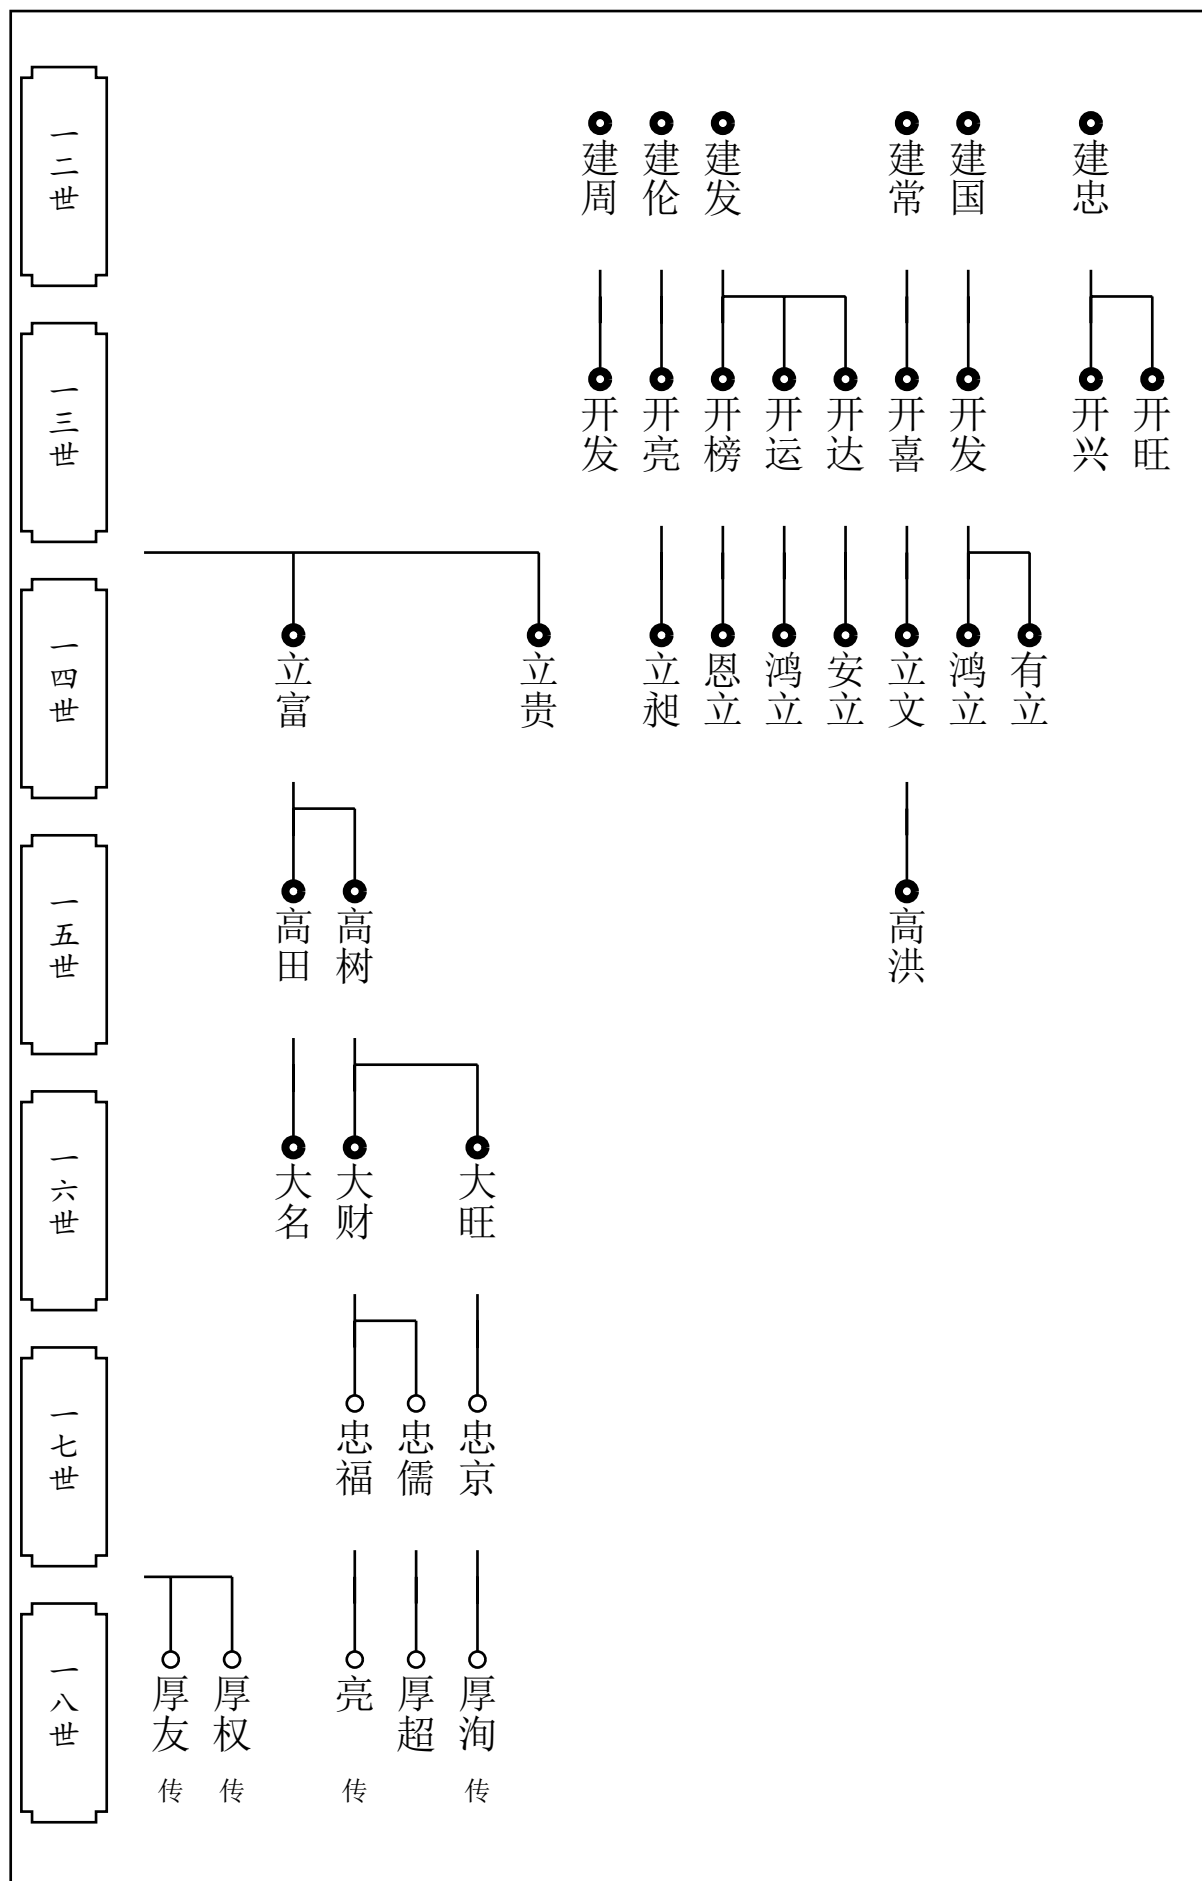 一二世
建周
建伦
建发
建常
建国
建忠
一三世
开发
开亮
开榜
开运
开达
开喜
开发
开兴
开旺
一四世
立富
立贵
立昶
恩立
鸿立
安立
立文
鸿立
有立
一五世
高田
高树
高洪
一六世
大名
大财
大旺
一七世
忠福
忠儒
忠京
一八世
厚友
厚权
亮
厚超
厚洵
传
传
传
传